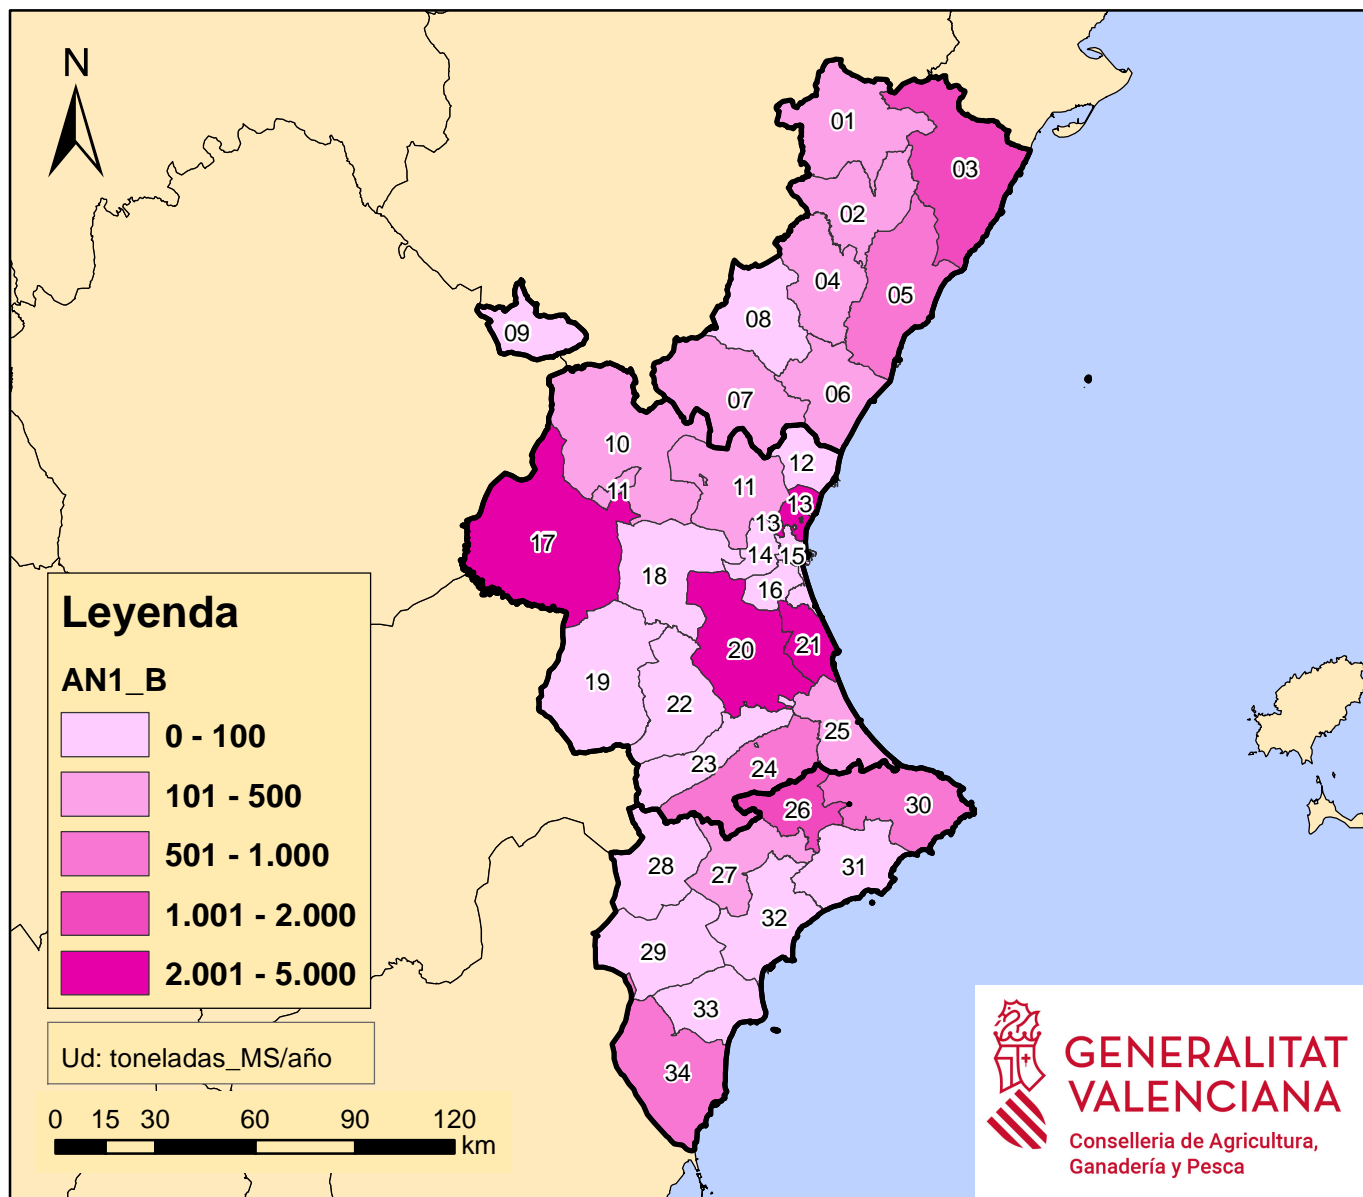 N
01
03
02
04
05
08
09
07
06
10
12
11
11
13
13
17
14
15
18
16
20
21
19
22
25
23
24
26
30
28
27
31
32
29
33
34
Leyenda
AN1_B
0 - 100
101 - 500
501 - 1.000
1.001 - 2.000
2.001 - 5.000
Ud: toneladas_MS/año
0 15 30 60 90 120
km
GENERALITAT
VALENCIANA
Conselleria de Agricultura,
Ganadería y Pesca